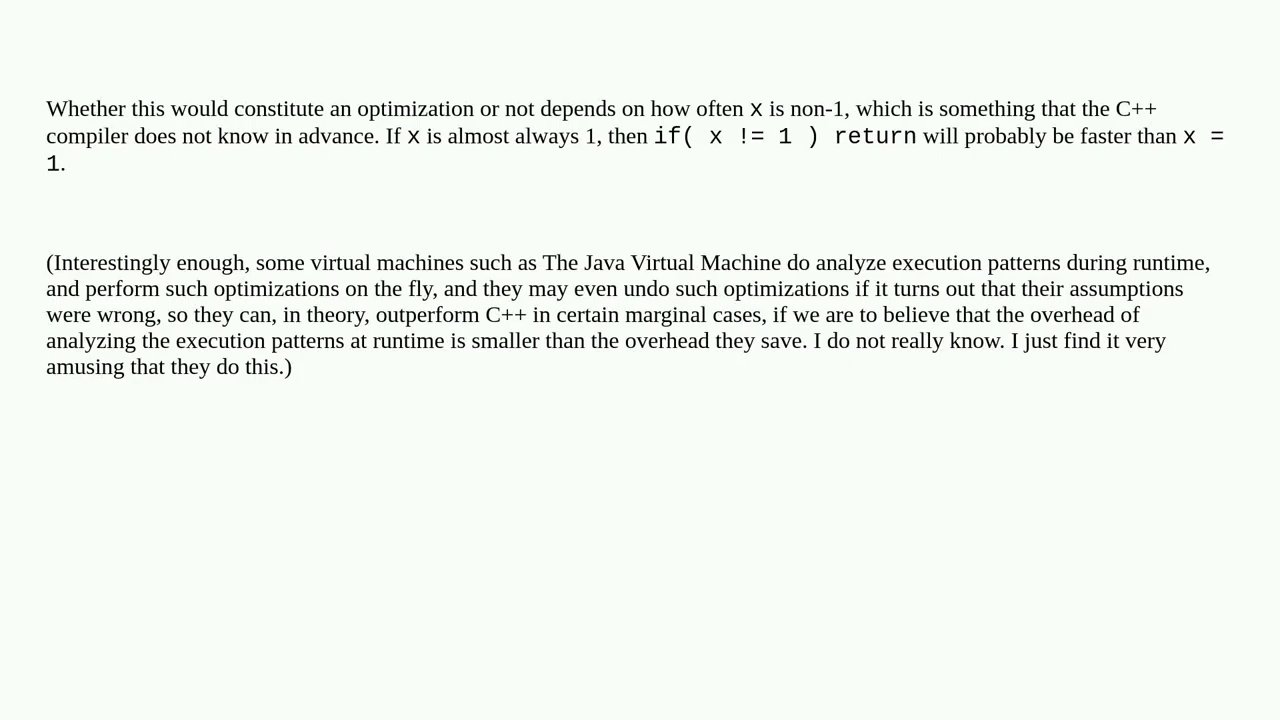 Whether this would constitute an optimization or not depends on how often x is non-1, which is something that the C++
compiler does not know in advance. If x is almost always 1, then if( x != 1 ) return will probably be faster than x =
1.
(Interestingly enough, some virtual machines such as The Java Virtual Machine do analyze execution patterns during runtime,
and perform such optimizations on the fly, and they may even undo such optimizations if it turns out that their assumptions
were wrong, so they can, in theory, outperform C++ in certain marginal cases, if we are to believe that the overhead of
analyzing the execution patterns at runtime is smaller than the overhead they save. I do not really know. I just find it very
amusing that they do this.)